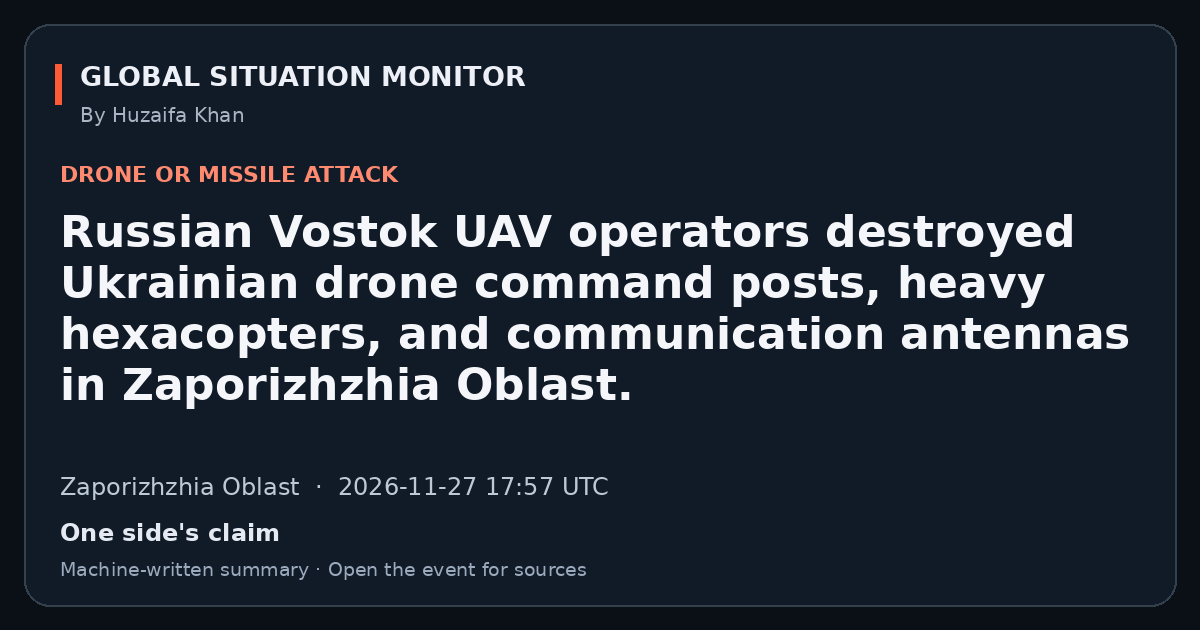 GLOBAL SITUATION MONITOR
By Huzaifa Khan
DRONE OR MISSILE ATTACK
Russian Vostok UAV operators destroyed
Ukrainian drone command posts, heavy
hexacopters, and communication antennas
in Zaporizhzhia Oblast.
Zaporizhzhia Oblast · 2026-11-27 17:57 UTC
One side's claim
Machine-written summary · Open the event for sources